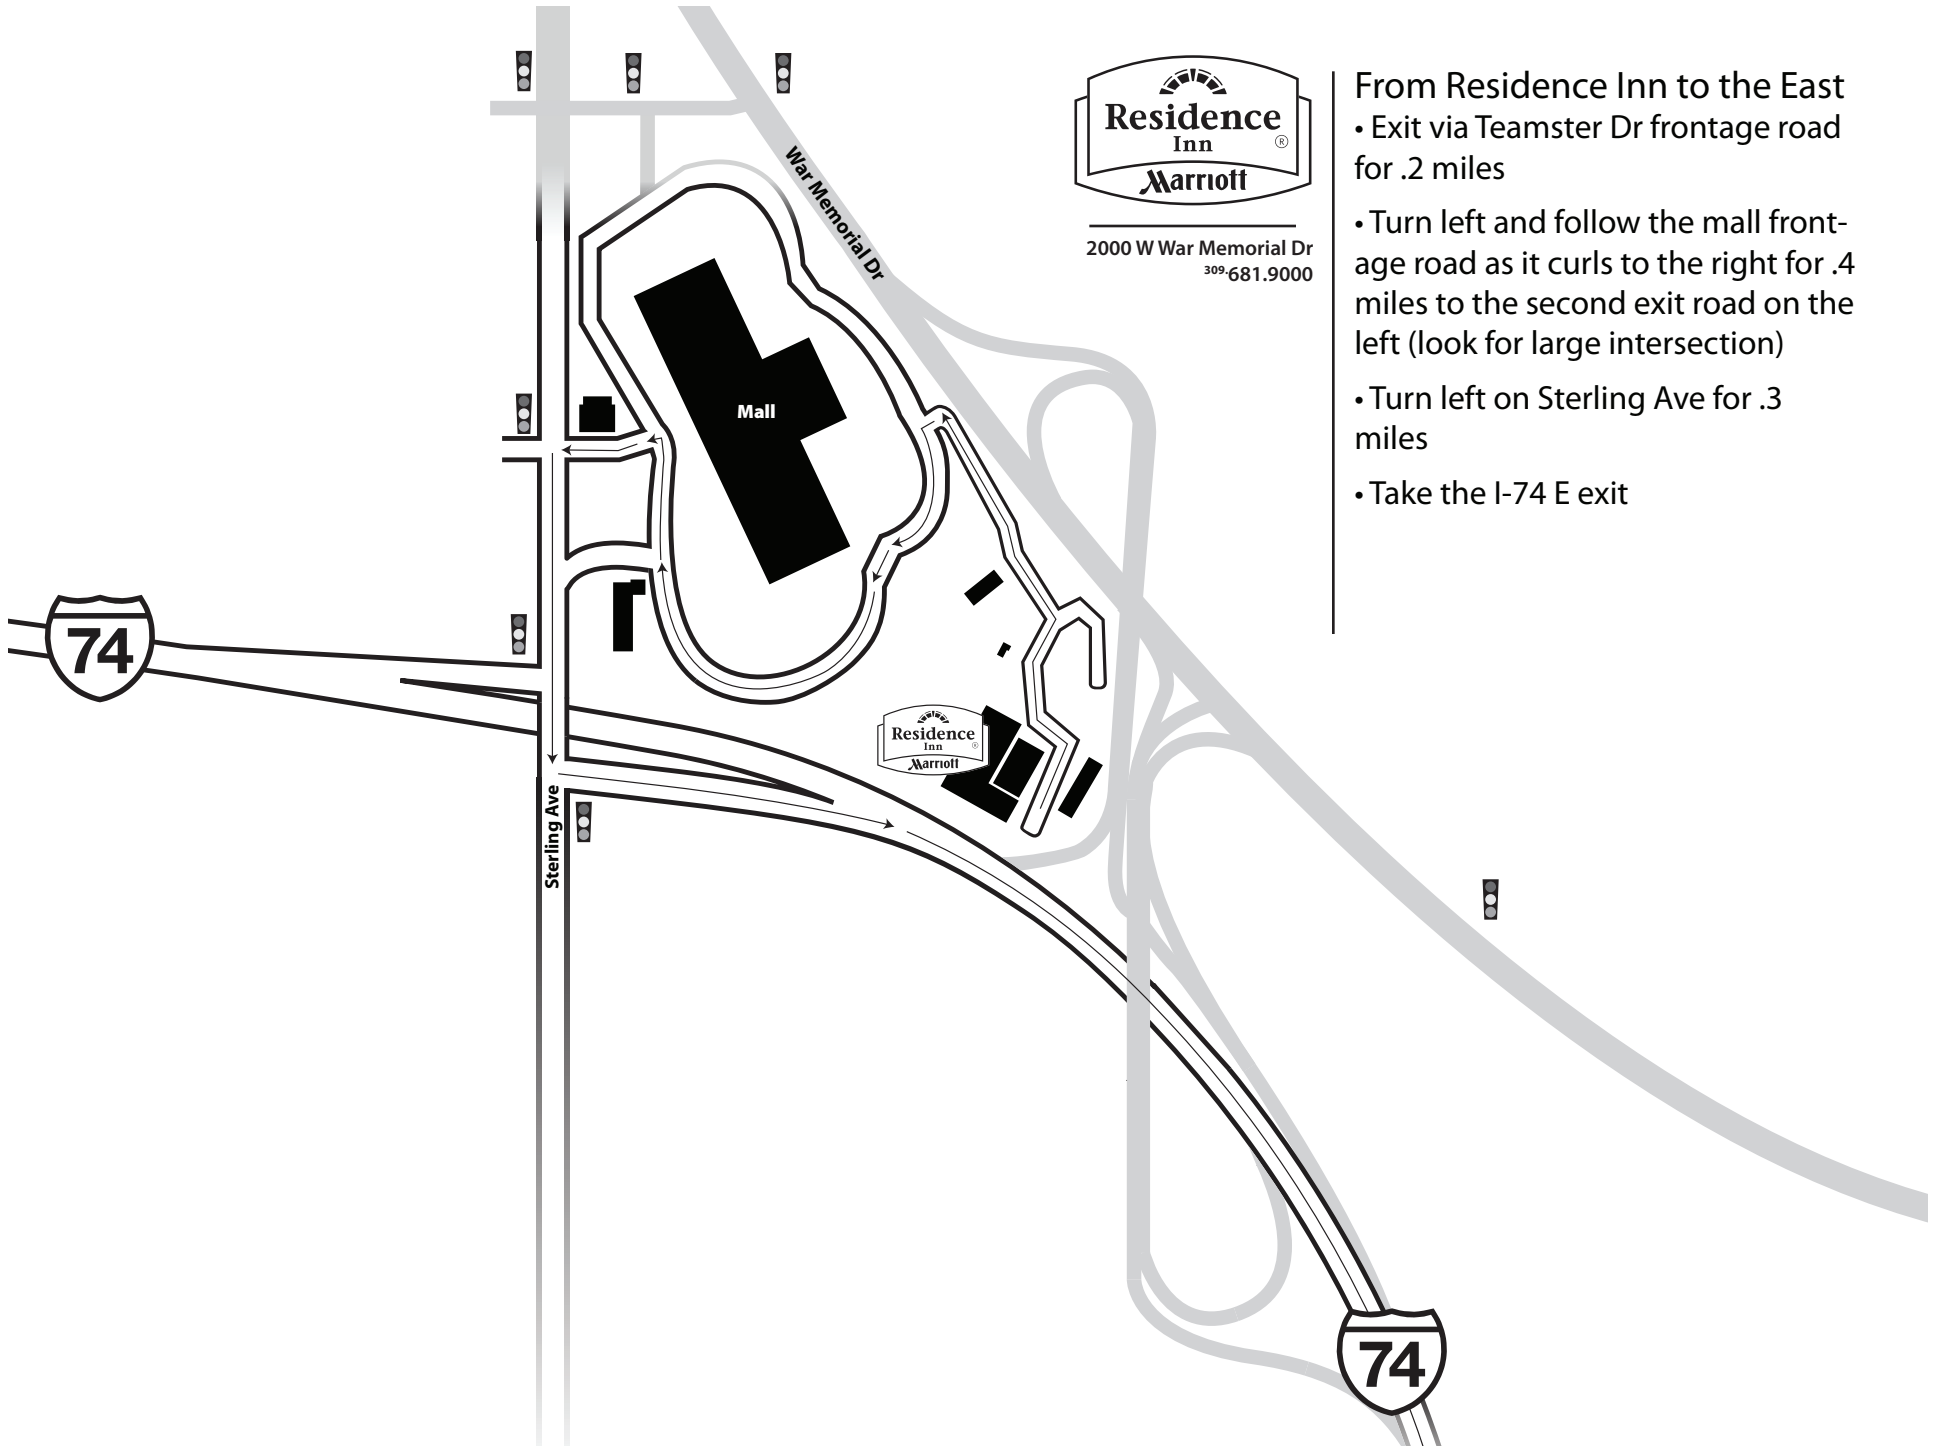 Residence
Inn
®
Marriott
2000 W War Memorial Dr
309-681.9000
From Residence Inn to the East
• Exit via Teamster Dr frontage road
for .2 miles
• Turn left and follow the mall front-
age road as it curls to the right for .4
miles to the second exit road on the
left (look for large intersection)
• Turn left on Sterling Ave for .3
miles
• Take the I-74 E exit
War Memorial Dr
Mall
74
Residence
Inn
®
Marriott
Sterling Ave
74